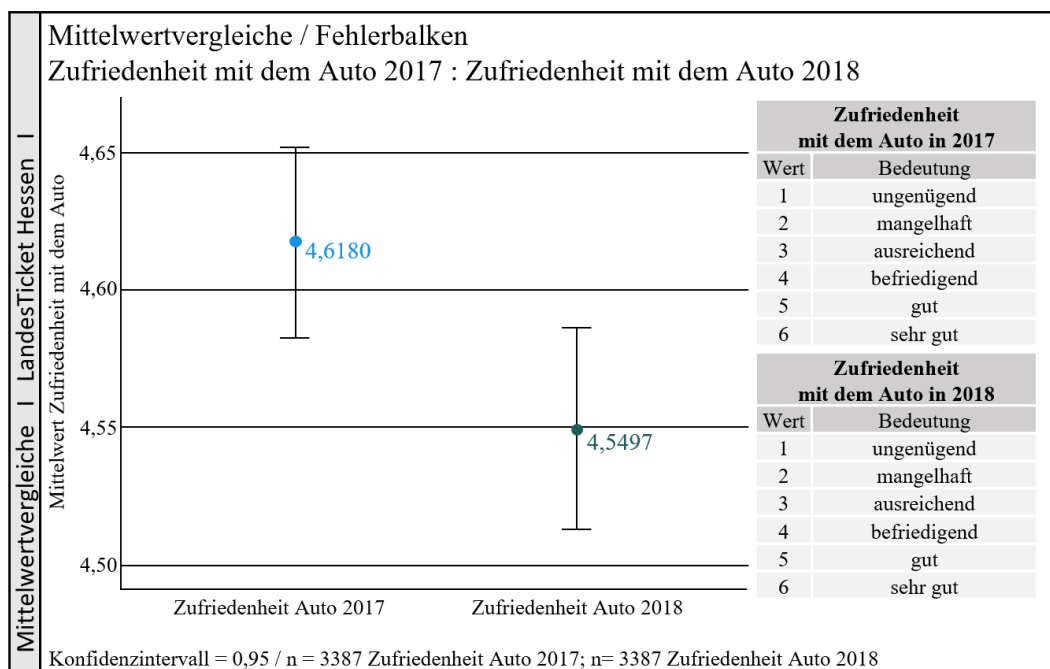 Mittelwertvergleiche / Fehlerbalken
Zufriedenheit mit dem Auto 2017 : Zufriedenheit mit dem Auto 2018
Mittelwertvergleiche I LandesTicket Hessen I
Mittelwert Zufriedenheit mit dem Auto
4,65
4,60
4,55
4,50
4,6180
4,5497
Zufriedenheit Auto 2017
Zufriedenheit Auto 2018
Zufriedenheit
mit dem Auto in 2017
Wert Bedeutung
1 ungenügend
2 mangelhaft
3 ausreichend
4 befriedigend
5 gut
6 sehr gut
Zufriedenheit
mit dem Auto in 2018
Wert Bedeutung
1 ungenügend
2 mangelhaft
3 ausreichend
4 befriedigend
5 gut
6 sehr gut
Konfidenzintervall = 0,95 / n = 3387 Zufriedenheit Auto 2017; n= 3387 Zufriedenheit Auto 2018